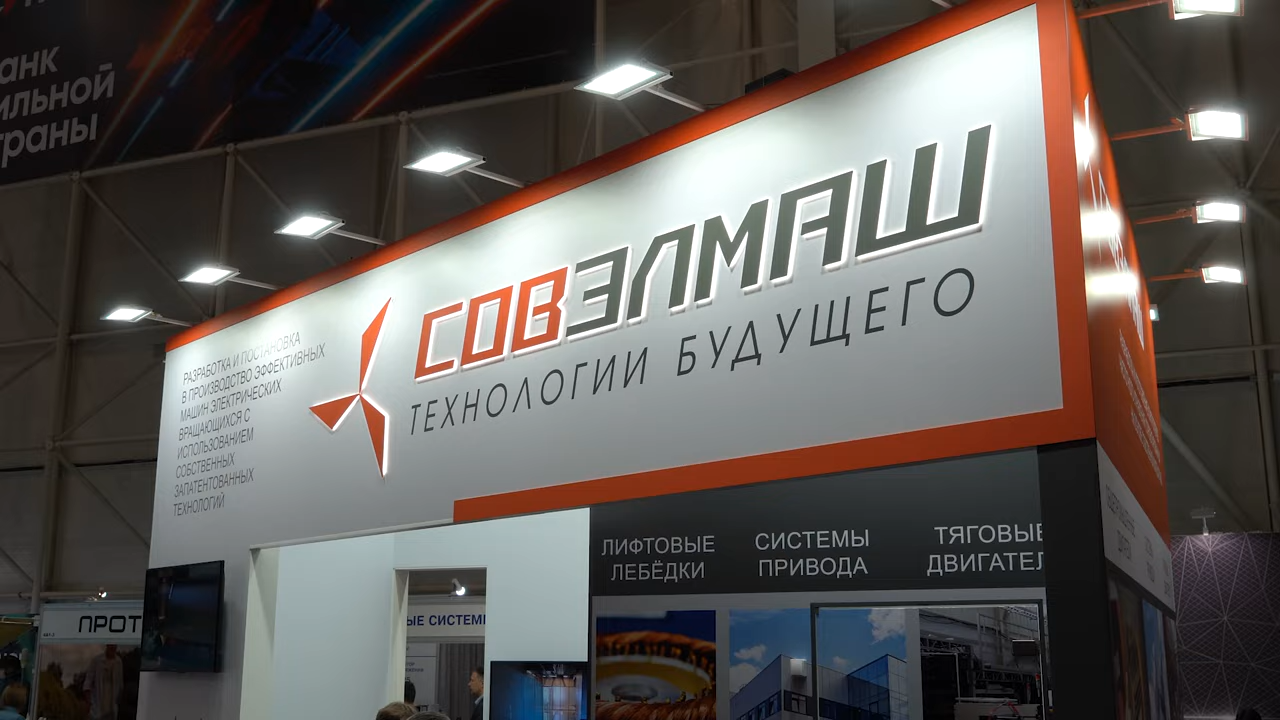 анк
ильной
траны
СОВЭЛМАШ
ТЕХНОЛОГИИ БУДУЩЕГО
РАЗРАБОТКА И ПОСТАНОВКА
В ПРОИЗВОДСТВО ЭФФЕКТИВНЫХ
МАШИН ЭЛЕКТРИЧЕСКИХ
ВРАЩАЮЩИХСЯ С
ИСПОЛЬЗОВАНИЕМ
СОБСТВЕННЫХ
ЗАПАТЕНТОВАННЫХ
ТЕХНОЛОГИЙ
ЛИФТОВЫЕ
ЛЕБЁДКИ
СИСТЕМЫ
ПРИВОДА
ТЯГОВЫЕ
ДВИГАТЕЛ
ПРОТ
ЫЕ СИСТЕМЫ